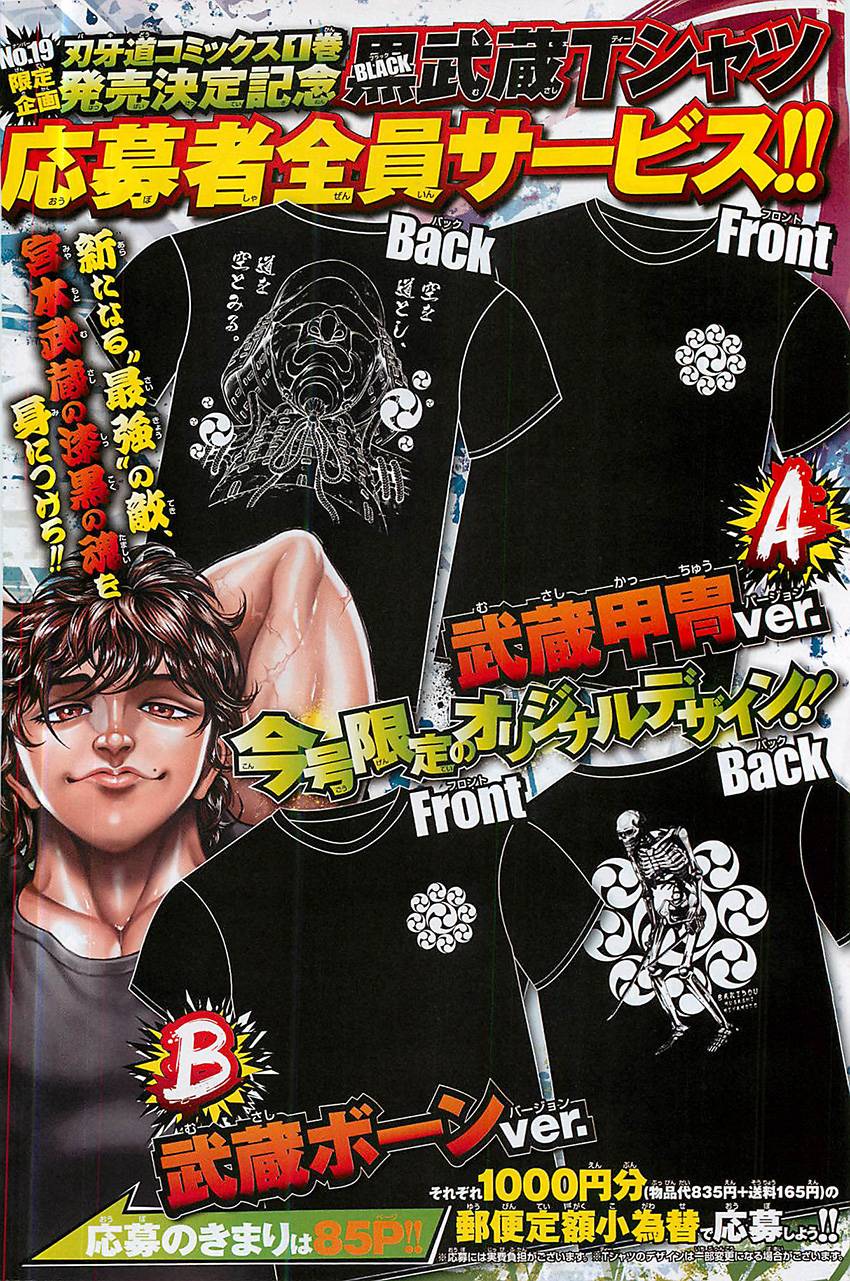 No.19
限定
企画
刃牙道コミックス1巻
発売決定記念
黒武蔵Tシャツ
BLACK
応募者全員サービス!!
Back
Front
新たなる“最強”の敵、
宮本武蔵の漆黒の魂を
身につけろ!!
空を
道とし、
道を
空とみる。
A
武蔵甲冑ver.
今号限定のオリジナルデザイン!!
Front
Back
BAKIDOU
MUSASHI
MIYAMOTO
B
武蔵ボーンver.
それぞれ1000円分(物品代835円+送料165円)の
郵便定額小為替で応募しよう!!
応募のきまりは85P!!
※応募には実費負担がございます。※Tシャツのデザインは一部変更になる場合がございます。